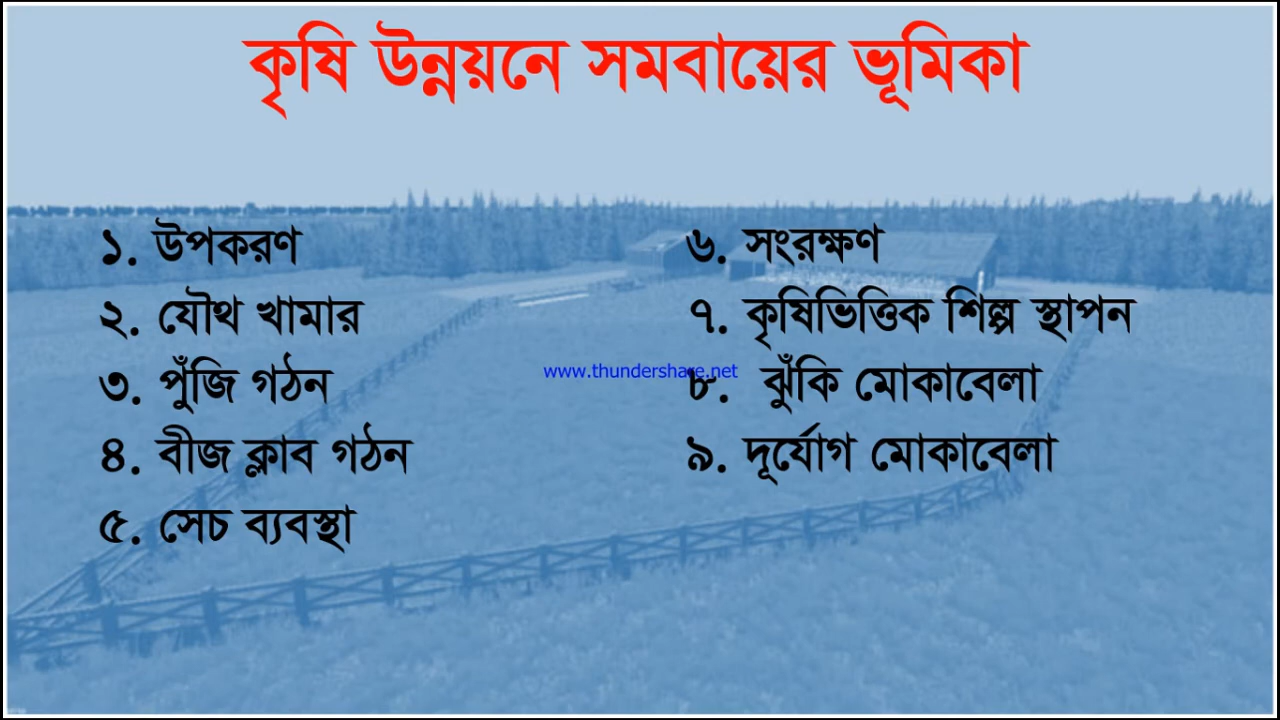 কৃষি উন্নয়নে সমবায়ের ভূমিকা
১. উপকরণ
২. যৌথ খামার
৩. পুঁজি গঠন
৪. বীজ ক্লাব গঠন
৫. সেচ ব্যবস্থা
৬. সংরক্ষণ
৭. কৃষিভিত্তিক শিল্প স্থাপন
www.thundershare.net
৮. ঝুঁকি মোকাবেলা
৯. দূর্যোগ মোকাবেলা